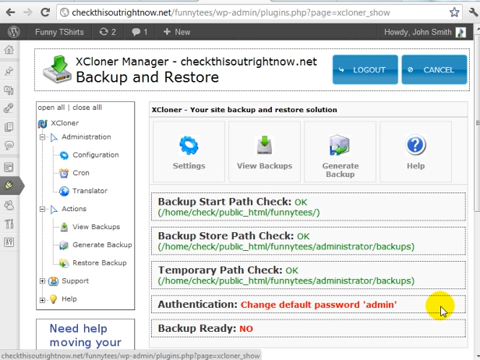 checkthisoutrightnow.net/funnytees/wp-admin/plugins.php?page=xcloner_show
Funny TShirts 2 1 + New Howdy, John Smith
XCloner Manager - checkthisoutrightnow.net
Backup and Restore
LOGOUT CANCEL
open all | close alll
XCloner
Administration
Configuration
Cron
Translator
Actions
View Backups
Generate Backup
Restore Backup
Support
Help
Need help
moving your
XCloner - Your site backup and restore solution
Settings
View Backups
Generate
Backup
Help
Backup Start Path Check: OK
(/home/check/public_html/funnytees/)
Backup Store Path Check: OK
(/home/check/public_html/funnytees/administrator/backups)
Temporary Path Check: OK
(/home/check/public_html/funnytees/administrator/backups)
Authentication: Change default password 'admin'
Backup Ready: NO
checkthisoutrightnow.net/funnytees/wp-admin/plugins.php?page=xcloner_show